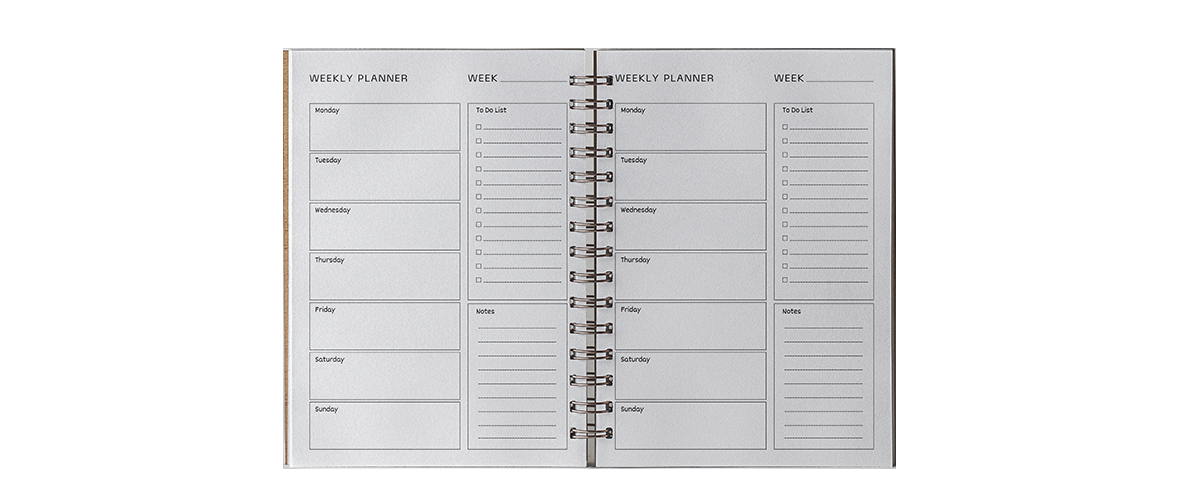 WEEKLY PLANNER
WEEK
Monday
Tuesday
Wednesday
Thursday
Friday
Saturday
Sunday
To Do List
Notes
WEEKLY PLANNER
WEEK
Monday
Tuesday
Wednesday
Thursday
Friday
Saturday
Sunday
To Do List
Notes